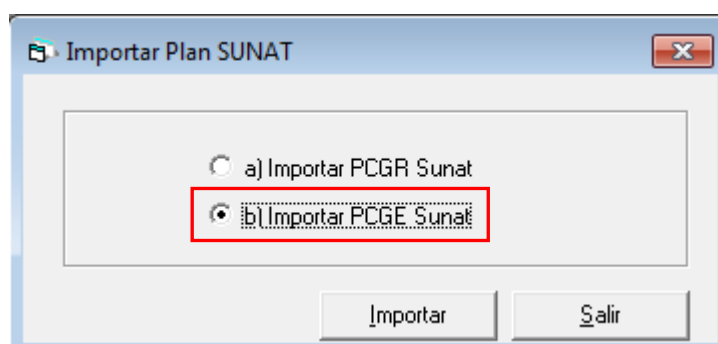 Importar Plan SUNAT
a) Importar PCGR Sunat
b) Importar PCGE Sunat
Importar Salir